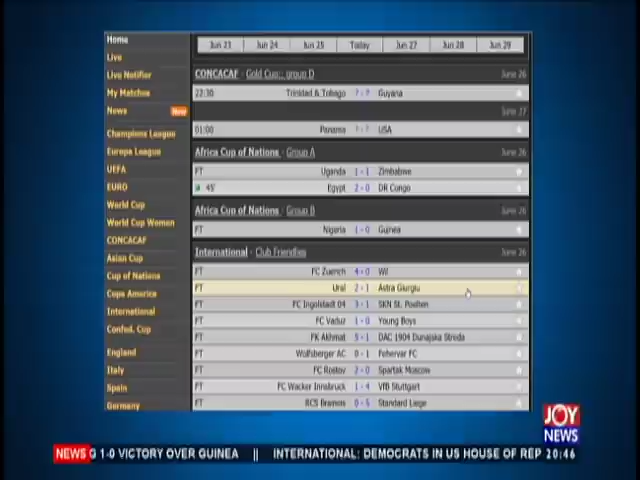 Jun 23 Jun 24 Jun 25 Today Jun 27 Jun 28 Jun 29
Home
Live
Live Notifier
My Matches
News New
Champions League
Europa League
UEFA
EURO
World Cup
World Cup Women
CONCACAF
Asian Cup
Cup of Nations
Copa America
International
Confed. Cup
England
Italy
Spain
Germany
CONCACAF - Gold Cup:: group D June 26
22:30 Trinidad & Tobago ? - ? Guyana
June 27
01:00 Panama ? - ? USA
Africa Cup of Nations - Group A June 26
FT Uganda 1 - 1 Zimbabwe
45' Egypt 2 - 0 DR Congo
Africa Cup of Nations - Group B June 26
FT Nigeria 1 - 0 Guinea
International - Club Friendlies June 26
FT FC Zuerich 4 - 0 Wil
FT Ural 2 - 1 Astra Giurgiu
FT FC Ingolstadt 04 3 - 1 SKN St. Poelten
FT FC Vaduz 1 - 0 Young Boys
FT FK Akhmat 5 - 1 DAC 1904 Dunajska Streda
FT Wolfsberger AC 0 - 1 Fehervar FC
FT FC Rostov 2 - 0 Spartak Moscow
FT FC Wacker Innsbruck 1 - 4 VfB Stuttgart
FT RCS Brainois 0 - 5 Standard Liege
JOY
NEWS
NEWS G 1-0 VICTORY OVER GUINEA || INTERNATIONAL: DEMOCRATS IN US HOUSE OF REP 20:46